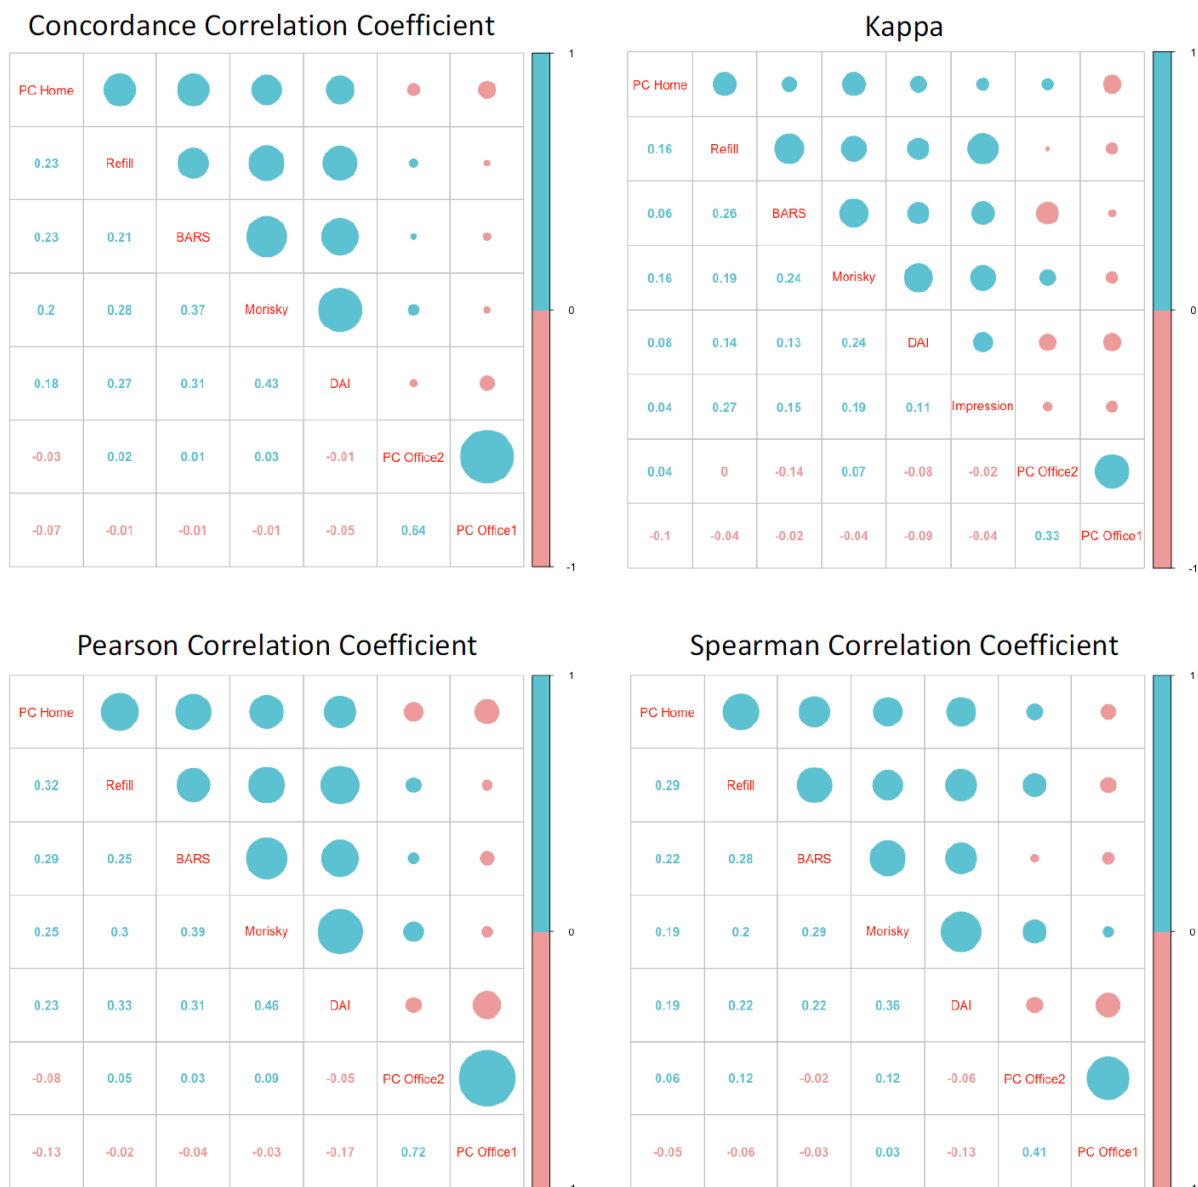 Concordance Correlation Coefficient
PC Home
0.23 Refill
0.23 0.21 BARS
0.2 0.28 0.37 Morisky
0.18 0.27 0.31 0.43 DAI
-0.03 0.02 0.01 0.03 -0.01 PC Office2
-0.07 -0.01 -0.01 -0.01 -0.05 0.64 PC Office1
1
0
-1
Kappa
PC Home
0.16 Refill
0.06 0.26 BARS
0.16 0.19 0.24 Morisky
0.08 0.14 0.13 0.24 DAI
0.04 0.27 0.15 0.19 0.11 Impression
0.04 0 -0.14 0.07 -0.08 -0.02 PC Office2
-0.1 -0.04 -0.02 -0.04 -0.09 -0.04 0.33 PC Office1
1
0
-1
Pearson Correlation Coefficient
PC Home
0.32 Refill
0.29 0.25 BARS
0.25 0.3 0.39 Morisky
0.23 0.33 0.31 0.46 DAI
-0.08 0.05 0.03 0.09 -0.05 PC Office2
-0.13 -0.02 -0.04 -0.03 -0.17 0.72 PC Office1
1
0
-1
Spearman Correlation Coefficient
PC Home
0.29 Refill
0.22 0.28 BARS
0.19 0.2 0.29 Morisky
0.19 0.22 0.22 0.36 DAI
0.06 0.12 -0.02 0.12 -0.06 PC Office2
-0.05 -0.06 -0.03 0.03 -0.13 0.41 PC Office1
1
0
-1